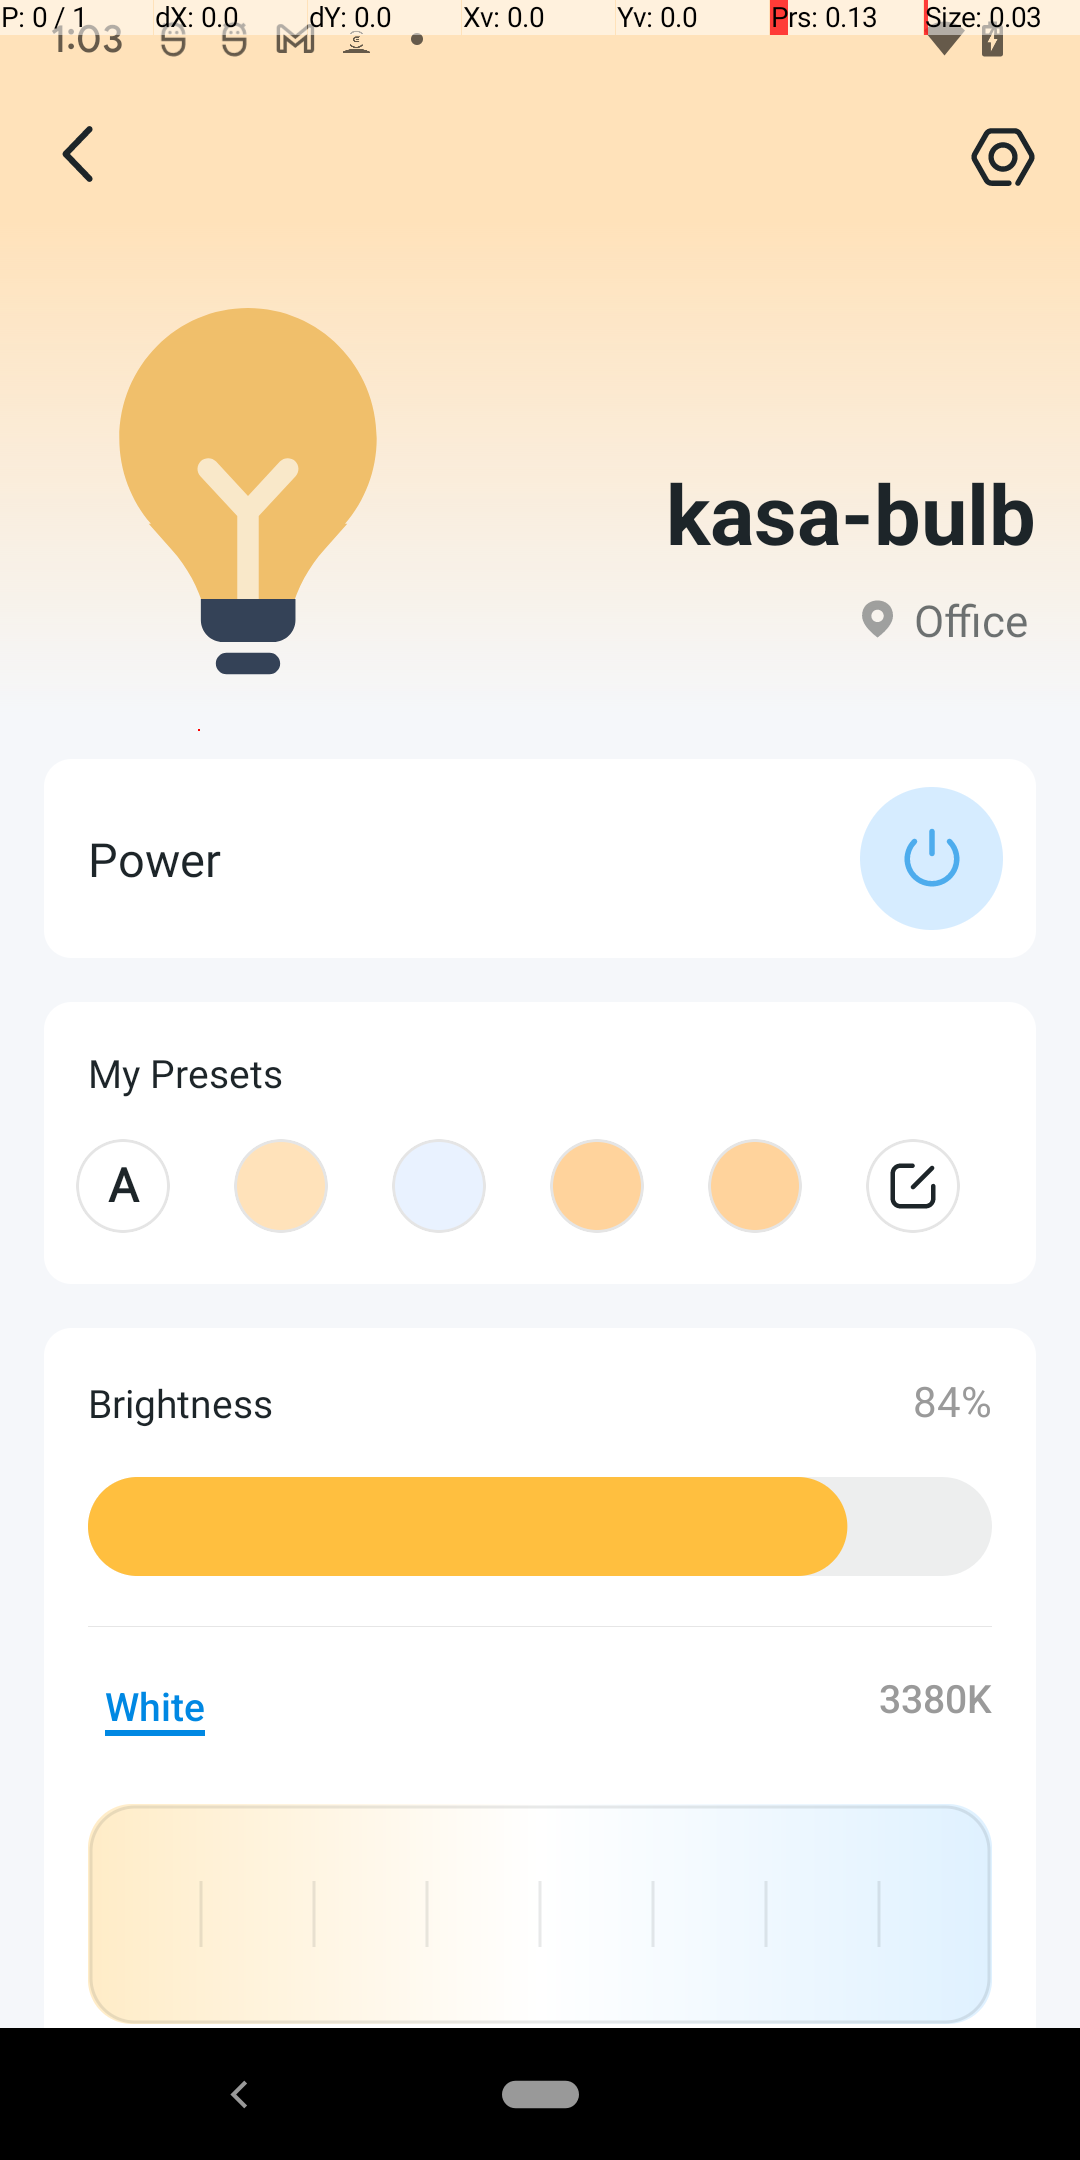 P: 0 / 1 dX: 0.0 dY: 0.0 Xv: 0.0 Yv: 0.0 Prs: 0.13 Size: 0.03
1:03
kasa-bulb
Office
Power
My Presets
A
Brightness 84%
White 3380K